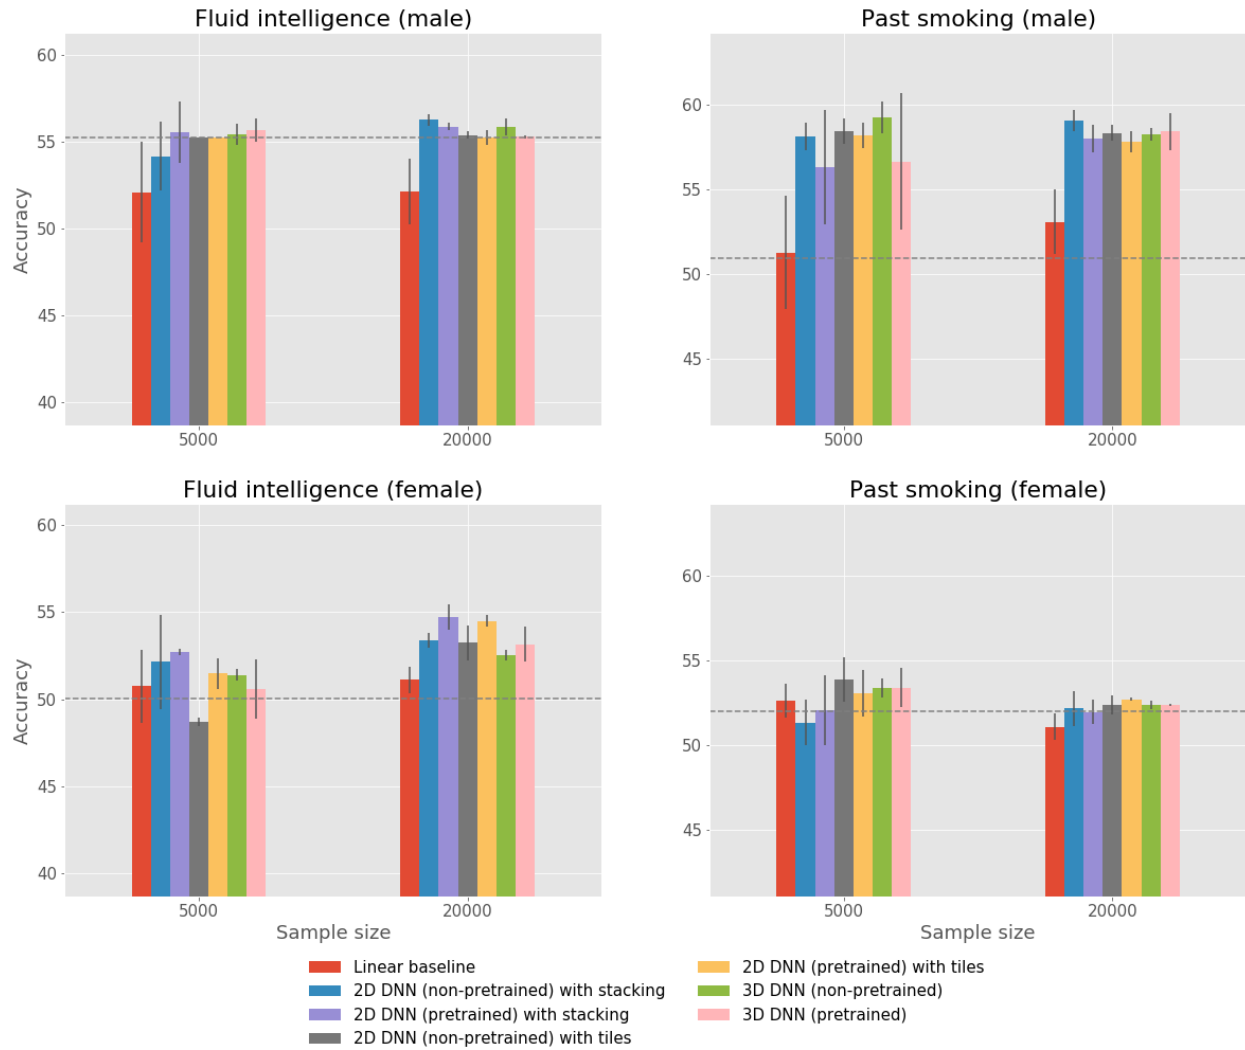 Fluid intelligence (male)
60
55
50
45
40
Accuracy
5000
20000
Past smoking (male)
60
55
50
45
5000
20000
Fluid intelligence (female)
60
55
50
45
40
Accuracy
5000
20000
Sample size
Past smoking (female)
60
55
50
45
5000
20000
Sample size
Linear baseline
2D DNN (non-pretrained) with stacking
2D DNN (pretrained) with stacking
2D DNN (non-pretrained) with tiles
2D DNN (pretrained) with tiles
3D DNN (non-pretrained)
3D DNN (pretrained)